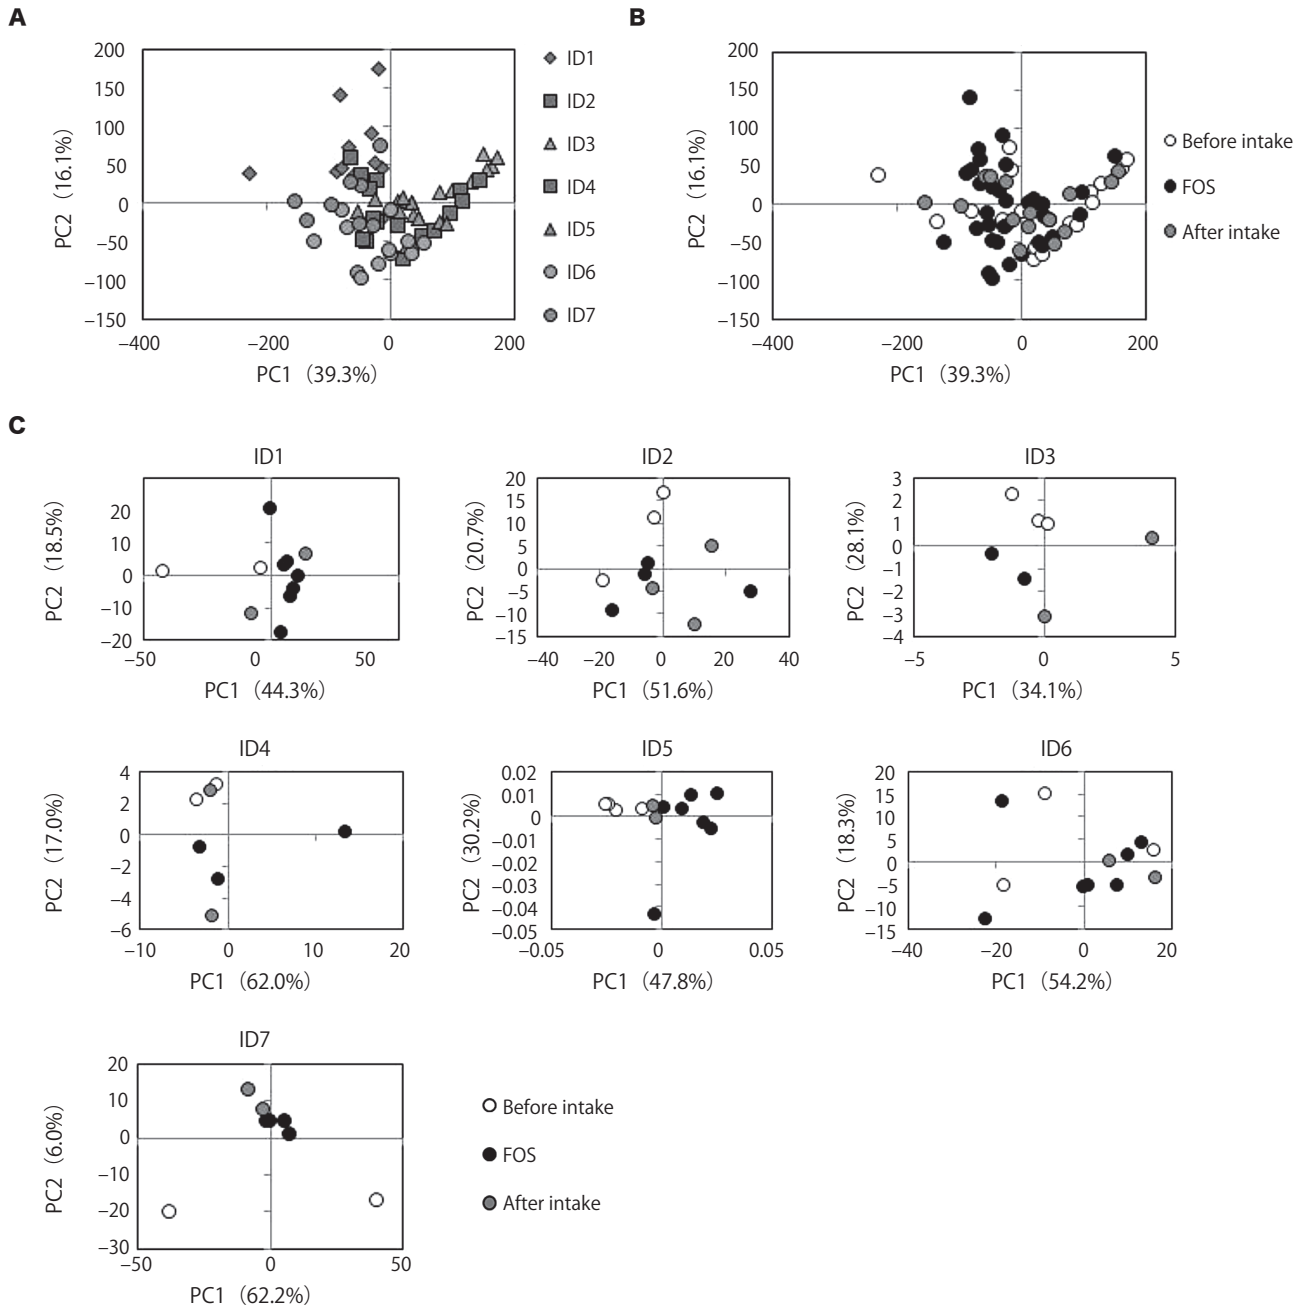 A
B
200
150
100
50
0
−50
−100
−150
−400
−200
0
200
PC2 (16.1%)
PC1 (39.3%)
ID1
ID2
ID3
ID4
ID5
ID6
ID7
200
150
100
50
0
−50
−100
−150
−400
−200
0
200
PC2 (16.1%)
PC1 (39.3%)
Before intake
FOS
After intake
C
ID1
20
10
0
−10
−20
−50
0
50
PC2 (18.5%)
PC1 (44.3%)
ID2
20
15
10
5
0
−5
−10
−15
−40
−20
0
20
40
PC2 (20.7%)
PC1 (51.6%)
ID3
3
2
1
0
−1
−2
−3
−4
−5
0
5
PC2 (28.1%)
PC1 (34.1%)
ID4
4
2
0
−2
−4
−6
−10
0
10
20
PC2 (17.0%)
PC1 (62.0%)
ID5
0.02
0.01
0
−0.01
−0.02
−0.03
−0.04
−0.05
−0.05
0
0.05
PC2 (30.2%)
PC1 (47.8%)
ID6
20
15
10
5
0
−5
−10
−15
−40
−20
0
20
PC2 (18.3%)
PC1 (54.2%)
ID7
20
10
0
−10
−20
−30
−50
0
50
PC2 (6.0%)
PC1 (62.2%)
Before intake
FOS
After intake